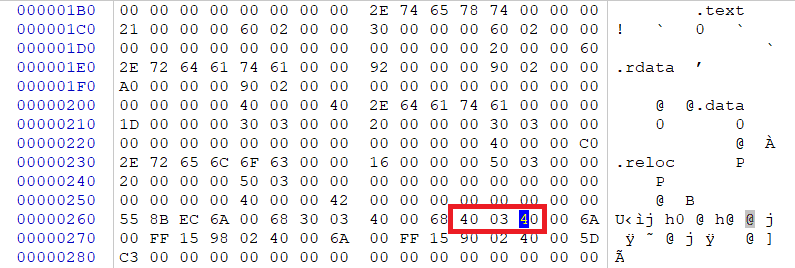 000001B0 00 00 00 00 00 00 00 00 2E 74 65 78 74 00 00 00 .text
000001C0 21 00 00 00 60 02 00 00 30 00 00 00 60 02 00 00 ! ` 0 `
000001D0 00 00 00 00 00 00 00 00 00 00 00 00 20 00 00 60 `
000001E0 2E 72 64 61 74 61 00 00 92 00 00 00 90 02 00 00 .rdata ’
000001F0 A0 00 00 00 90 02 00 00 00 00 00 00 00 00 00 00
00000200 00 00 00 00 40 00 00 40 2E 64 61 74 61 00 00 00 @ @.data
00000210 1D 00 00 00 30 03 00 00 20 00 00 00 30 03 00 00 0 0
00000220 00 00 00 00 00 00 00 00 00 00 00 00 40 00 00 C0 @ À
00000230 2E 72 65 6C 6F 63 00 00 16 00 00 00 50 03 00 00 .reloc P
00000240 20 00 00 00 50 03 00 00 00 00 00 00 00 00 00 00 P
00000250 00 00 00 00 40 00 00 42 00 00 00 00 00 00 00 00 @ B
00000260 55 8B EC 6A 00 68 30 03 40 00 68 40 03 40 00 6A U‹ìj h0 @ h@ @ j
00000270 00 FF 15 98 02 40 00 6A 00 FF 15 90 02 40 00 5D ÿ ˜ @ j ÿ @ ]
00000280 C3 00 00 00 00 00 00 00 00 00 00 00 00 00 00 00 Ã